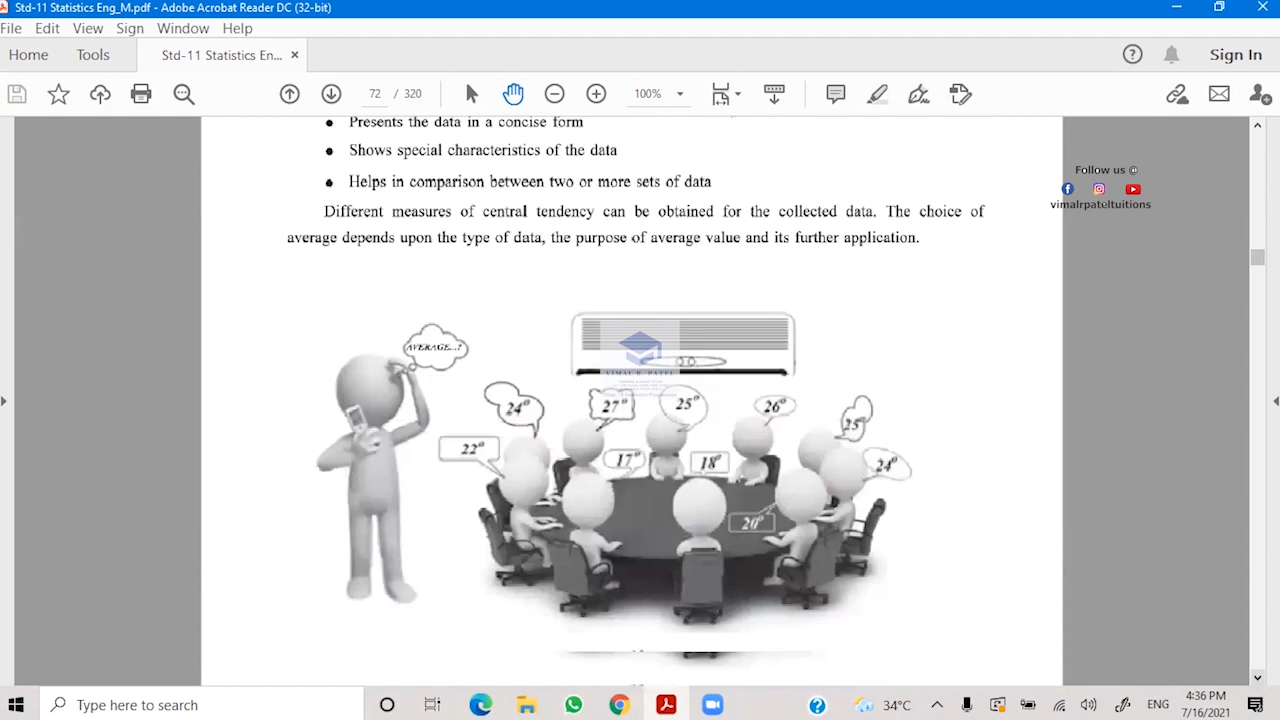 Std-11 Statistics Eng_M.pdf - Adobe Acrobat Reader DC (32-bit)
File Edit View Sign Window Help
Home Tools Std-11 Statistics En... × Sign In
72 / 320 100%
• Presents the data in a concise form
• Shows special characteristics of the data
• Helps in comparison between two or more sets of data
Different measures of central tendency can be obtained for the collected data. The choice of
average depends upon the type of data, the purpose of average value and its further application.
Follow us @
vimalrpateltuitions
AVERAGE...?
VIMAL R. PATEL
24° 27° 25° 26° 25°
22° 17° 18° 24°
20°
Type here to search
34°C ENG 4:36 PM
7/16/2021